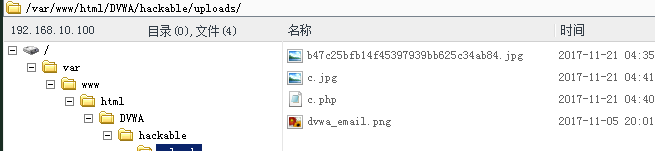 /var/www/html/DVWA/hackable/uploads/
192.168.10.100 目录(0),文件(4) 名称 时间
/
var
www
html
DVWA
hackable
b47c25bfb14f45397939bb625c34ab84.jpg 2017-11-21 04:35
c.jpg 2017-11-21 04:41
c.php 2017-11-21 04:40
dvwa_email.png 2017-11-05 20:01